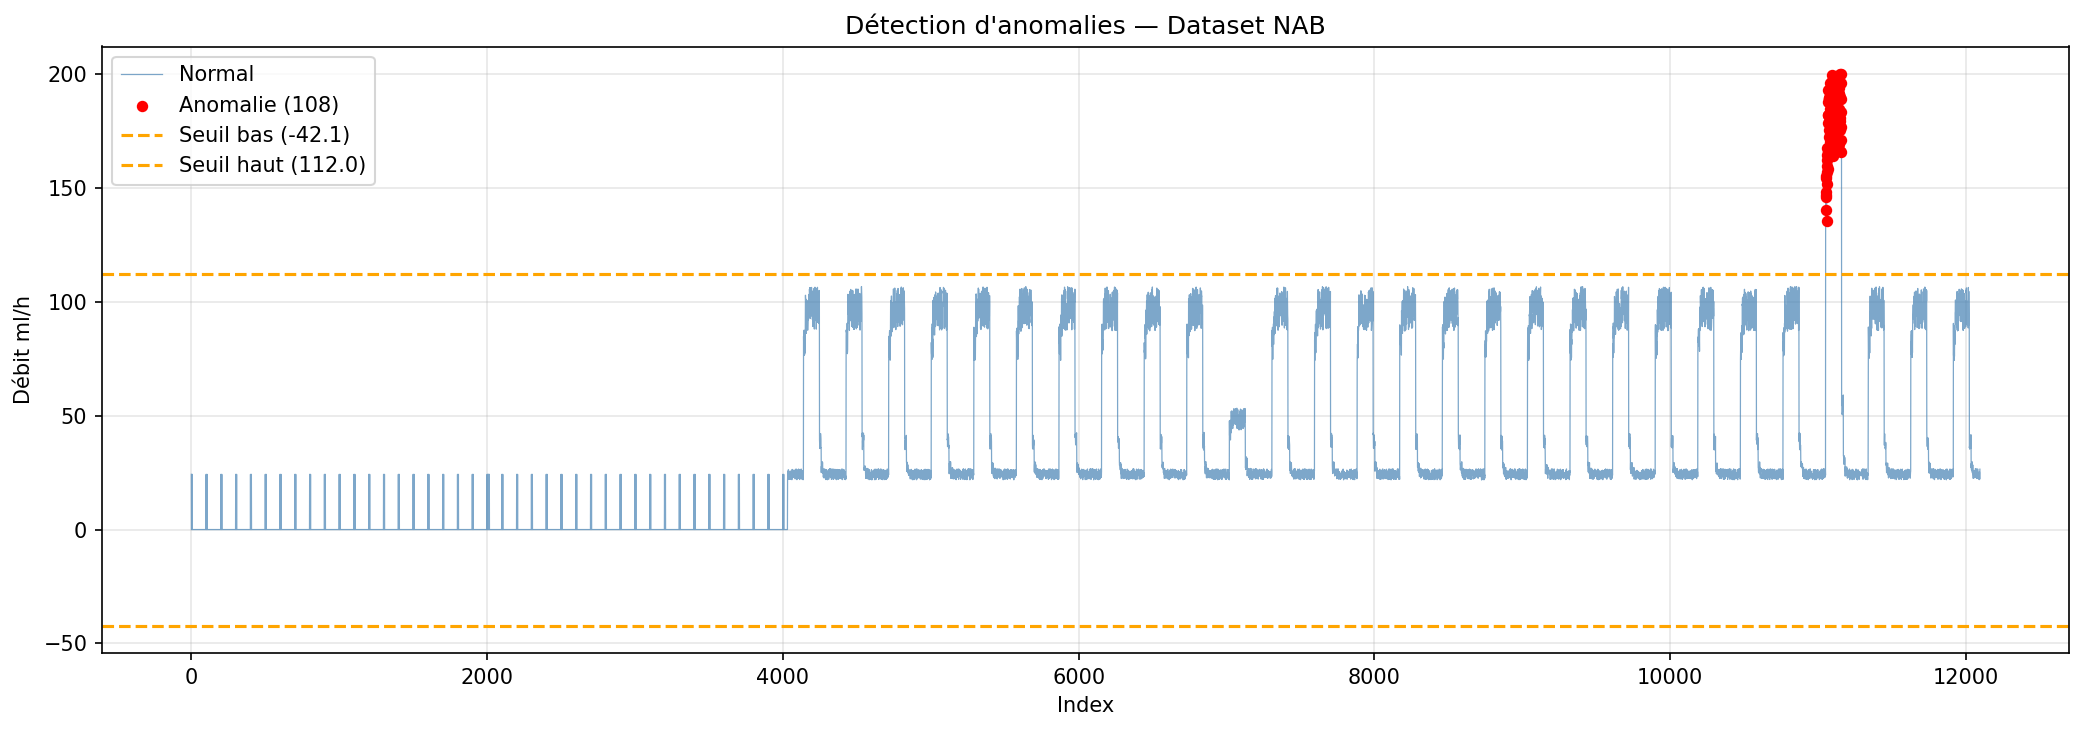 Détection d'anomalies — Dataset NAB
Débit ml/h
200
150
100
50
0
−50
Normal
Anomalie (108)
Seuil bas (-42.1)
Seuil haut (112.0)
0 2000 4000 6000 8000 10000 12000
Index